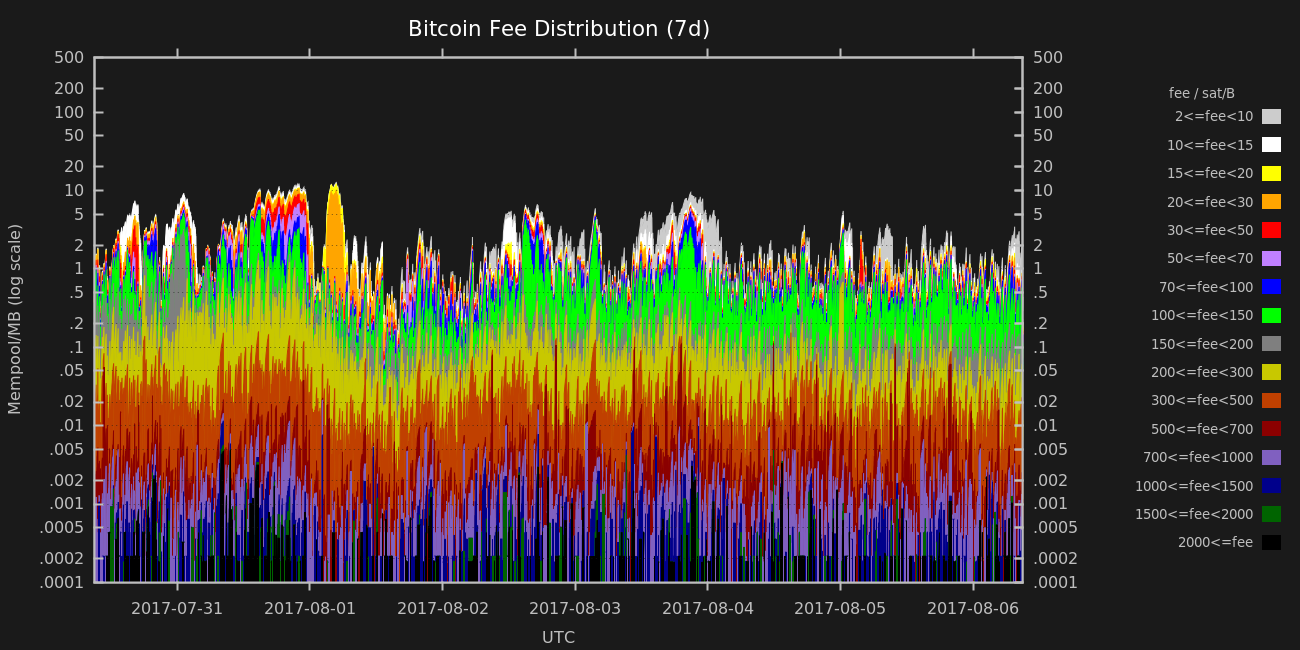 Bitcoin Fee Distribution (7d)
Mempool/MB (log scale)
500
200
100
50
20
10
5
2
1
.5
.2
.1
.05
.02
.01
.005
.002
.001
.0005
.0002
.0001
500
200
100
50
20
10
5
2
1
.5
.2
.1
.05
.02
.01
.005
.002
.001
.0005
.0002
.0001
2017-07-31 2017-08-01 2017-08-02 2017-08-03 2017-08-04 2017-08-05 2017-08-06
UTC
fee / sat/B
2<=fee<10
10<=fee<15
15<=fee<20
20<=fee<30
30<=fee<50
50<=fee<70
70<=fee<100
100<=fee<150
150<=fee<200
200<=fee<300
300<=fee<500
500<=fee<700
700<=fee<1000
1000<=fee<1500
1500<=fee<2000
2000<=fee